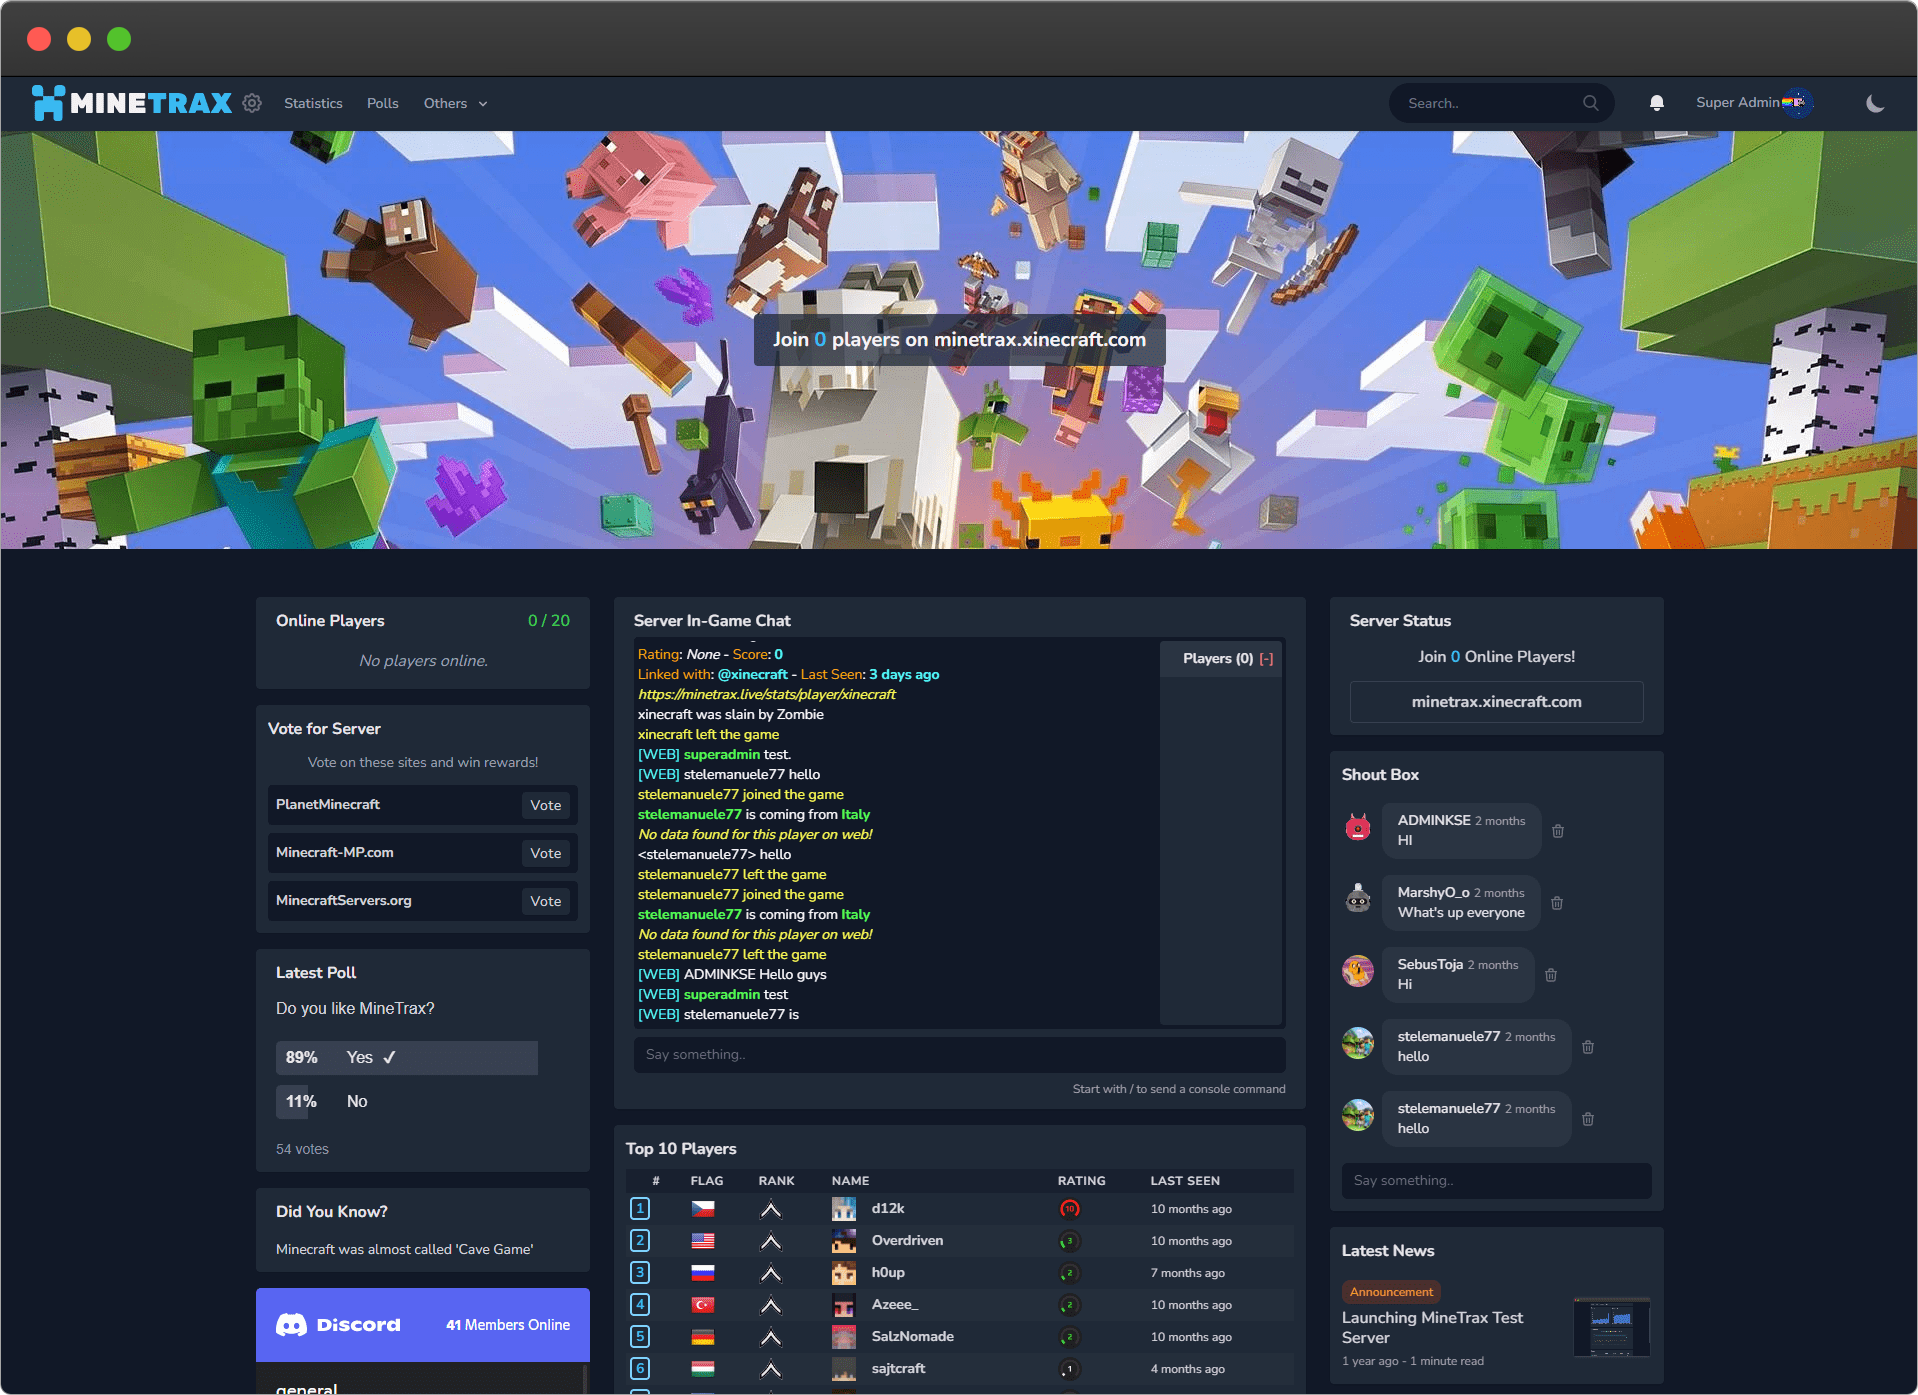 MINETRAX
Statistics
Polls
Others
Search..
Super Admin
Join 0 players on minetrax.xinecraft.com
Online Players
0 / 20
No players online.
Vote for Server
Vote on these sites and win rewards!
PlanetMinecraft
Vote
Minecraft-MP.com
Vote
MinecraftServers.org
Vote
Latest Poll
Do you like MineTrax?
89% Yes ✓
11% No
54 votes
Did You Know?
Minecraft was almost called 'Cave Game'
Discord
41 Members Online
general
Server In-Game Chat
Rating: None - Score: 0
Linked with: @xinecraft - Last Seen: 3 days ago
https://minetrax.live/stats/player/xinecraft
xinecraft was slain by Zombie
xinecraft left the game
[WEB] superadmin test.
[WEB] stelemanuele77 hello
stelemanuele77 joined the game
stelemanuele77 is coming from Italy
No data found for this player on web!
<stelemanuele77> hello
stelemanuele77 left the game
stelemanuele77 joined the game
stelemanuele77 is coming from Italy
No data found for this player on web!
stelemanuele77 left the game
[WEB] ADMINKSE Hello guys
[WEB] superadmin test
[WEB] stelemanuele77 is
Players (0) [-]
Say something..
Start with / to send a console command
Top 10 Players
# FLAG RANK NAME RATING LAST SEEN
1 d12k 10 10 months ago
2 Overdriven 3 10 months ago
3 h0up 2 7 months ago
4 Azeee_ 2 10 months ago
5 SalzNomade 2 10 months ago
6 sajtcraft 1 4 months ago
Server Status
Join 0 Online Players!
minetrax.xinecraft.com
Shout Box
ADMINKSE 2 months
HI
MarshyO_o 2 months
What's up everyone
SebusToja 2 months
Hi
stelemanuele77 2 months
hello
stelemanuele77 2 months
hello
Say something..
Latest News
Announcement
Launching MineTrax Test
Server
1 year ago - 1 minute read